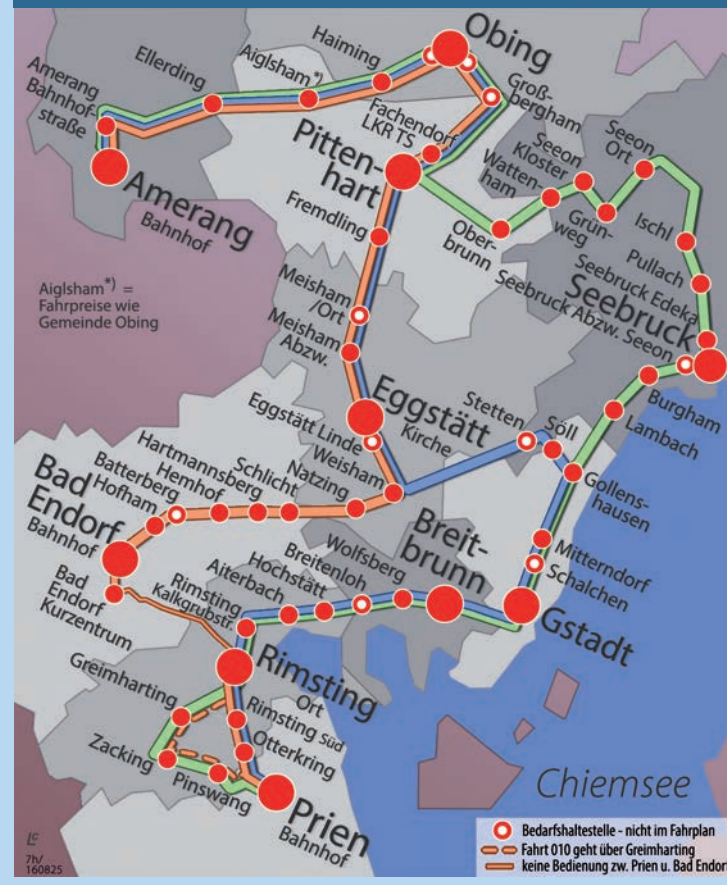 Obing
Haiming
Aiglsham*)
Ellerding
Amerang
Bahnhof-
straße
Groß-
bergham
Fachendorf
LKR TS
Pitten-
hart
Amerang
Bahnhof
Seeon
Ort
Seeon
Kloster
Watten-
ham
Fremdling
Ober-
brunn
Grün-
weg
Ischl
Pullach
Seebruck Edeka
Seebruck
Seebruck Abzw. Seeon
Aiglsham*) =
Fahrpreise wie
Gemeinde Obing
Meisham
/Ort
Meisham
Abzw.
Burgham
Lambach
Eggstätt
Kirche
Eggstätt Linde
Stetten
Söll
Gollens-
hausen
Weisham
Natzing
Schlicht
Hartmannsberg
Hemhof
Batterberg
Hofham
Bad
Endorf
Bahnhof
Mitterndorf
Schalchen
Breit-
brunn
Gstadt
Wolfsberg
Breitenloh
Hochstätt
Aiterbach
Rimsting
Kalkgrubstr.
Bad
Endorf
Kurzentrum
Rimsting
Ort
Greimharting
Rimsting Süd
Otterkring
Zacking
Pinswang
Prien
Bahnhof
Chiemsee
Bedarfshaltestelle - nicht im Fahrplan
Fahrt 010 geht über Greimharting
keine Bedienung zw. Prien u. Bad Endorf
7h/
160825